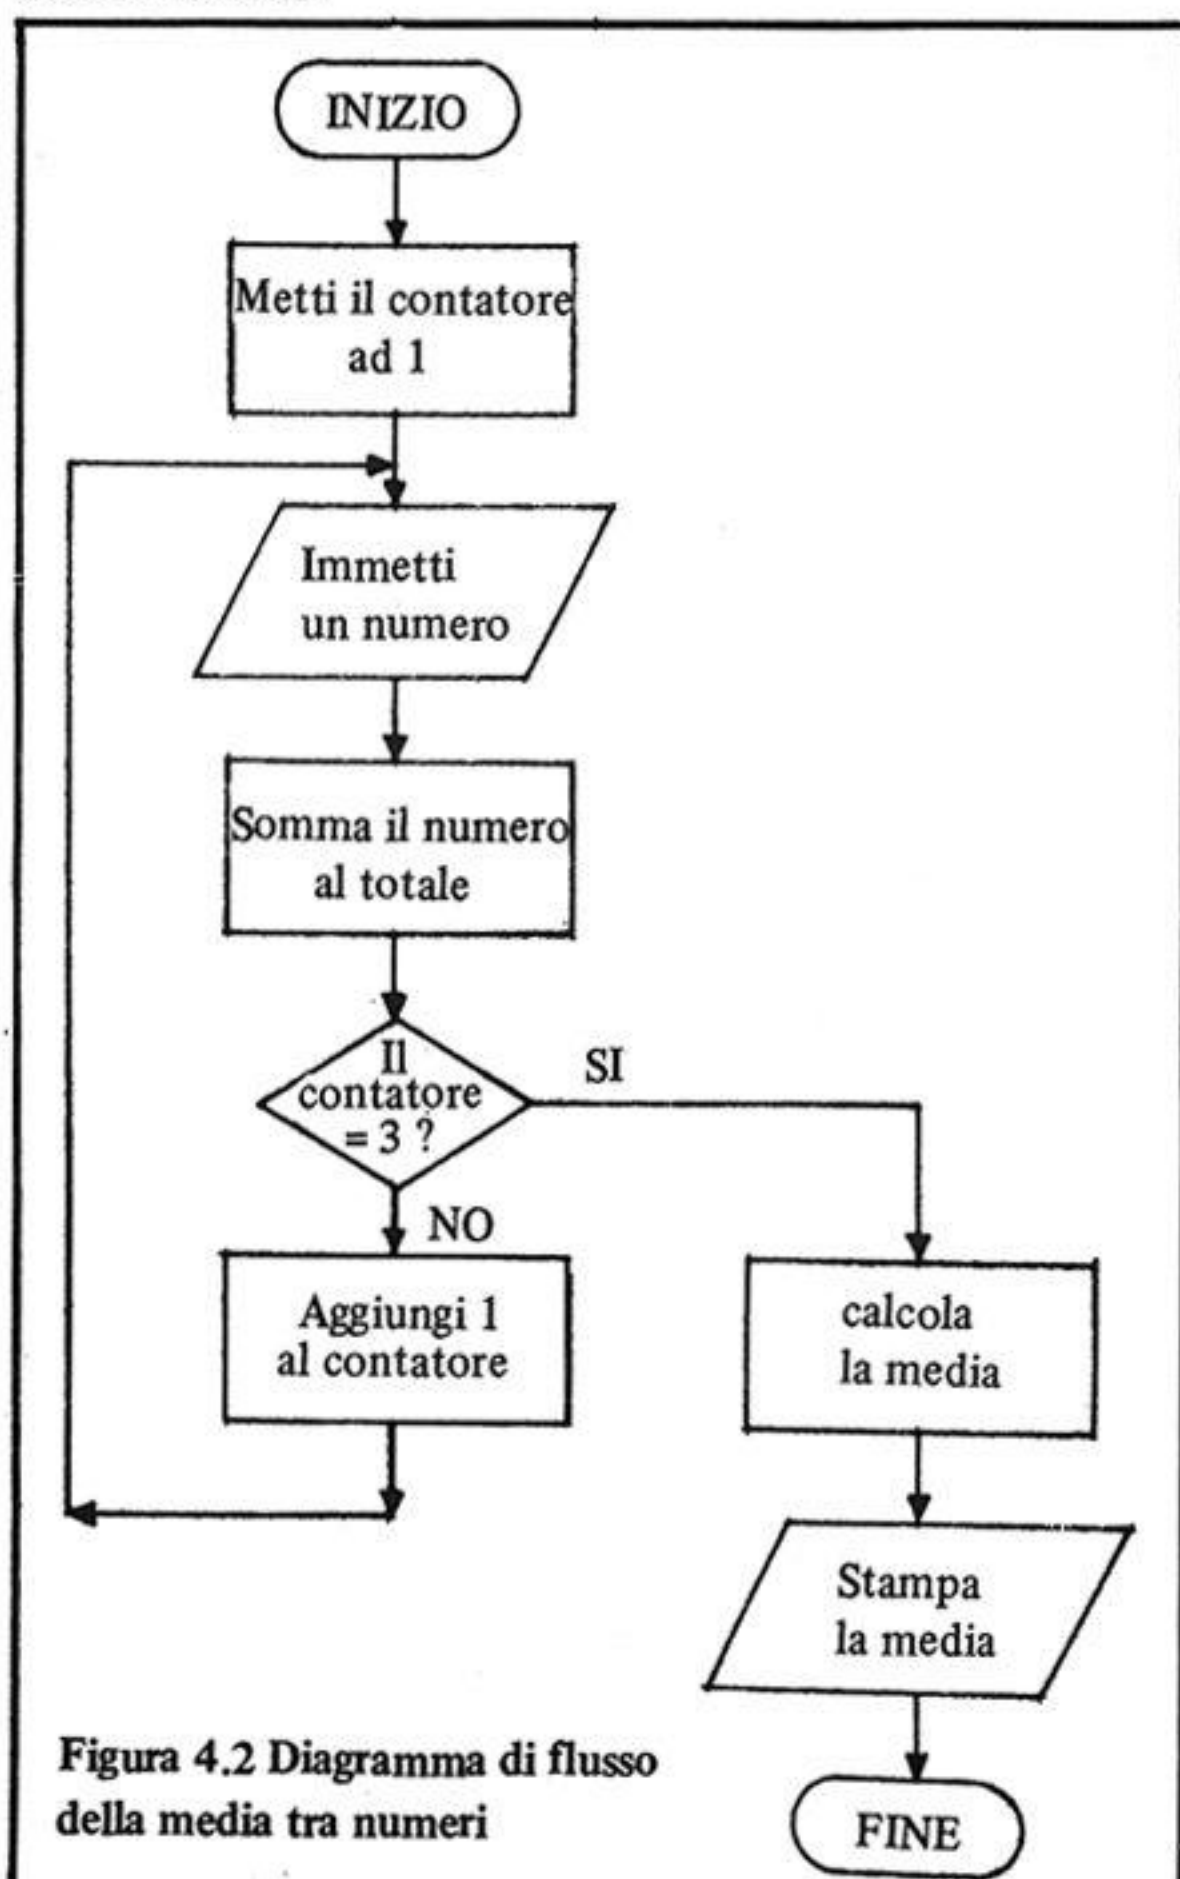 INIZIO
Metti il contatore
ad 1
Immetti
un numero
Somma il numero
al totale
Il
contatore
= 3 ?
SI
NO
Aggiungi 1
al contatore
calcola
la media
Stampa
la media
FINE
Figura 4.2 Diagramma di flusso
della media tra numeri